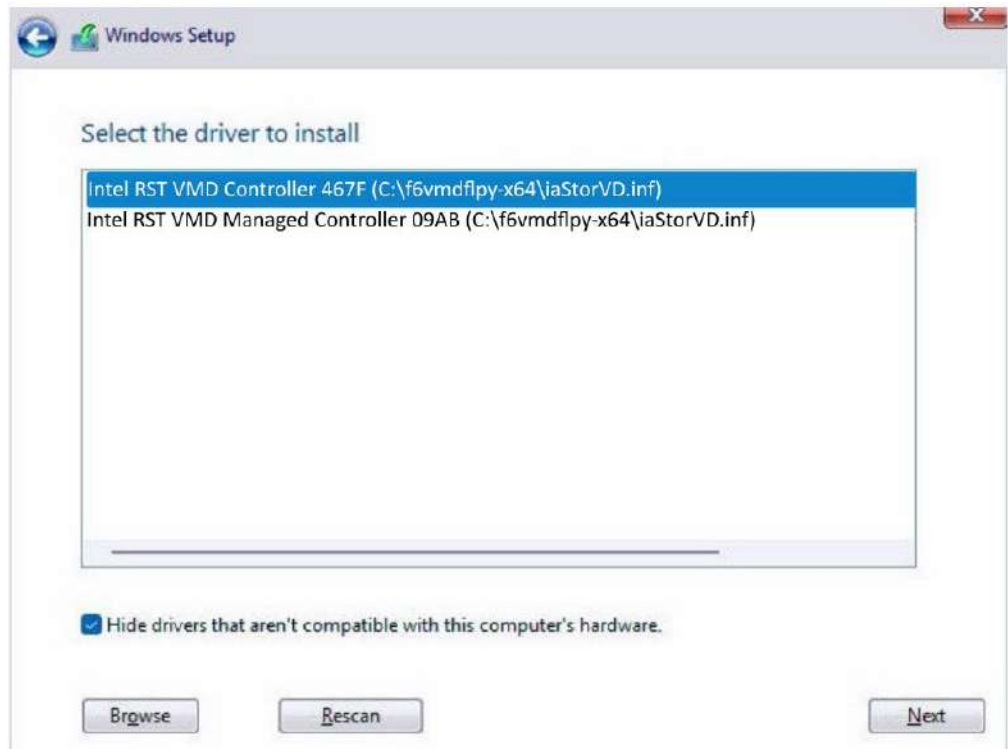 Windows Setup
Select the driver to install
Intel RST VMD Controller 467F (C:\f6vmdflpy-x64\iaStorVD.inf)
Intel RST VMD Managed Controller 09AB (C:\f6vmdflpy-x64\iaStorVD.inf)
Hide drivers that aren't compatible with this computer's hardware.
Browse
Rescan
Next